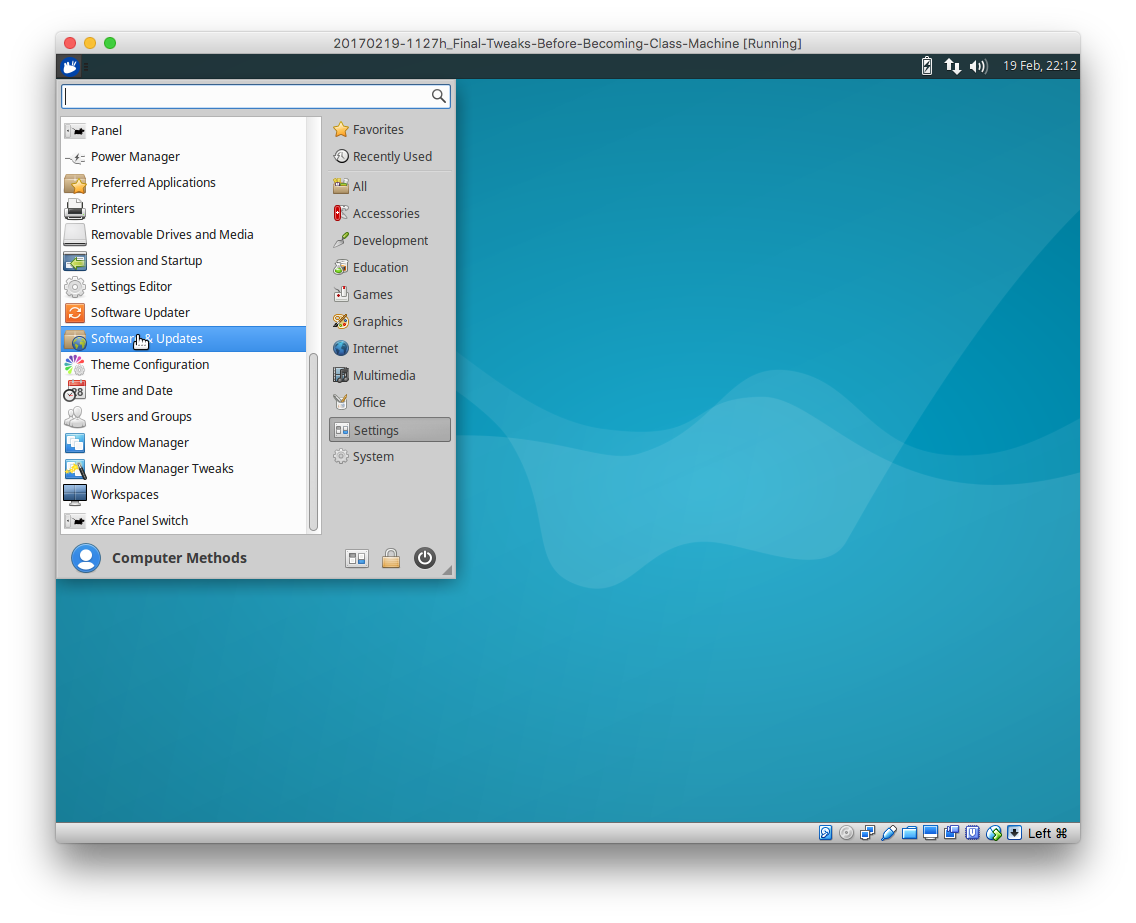 20170219-1127h_Final-Tweaks-Before-Becoming-Class-Machine [Running]
19 Feb, 22:12
Panel
Power Manager
Preferred Applications
Printers
Removable Drives and Media
Session and Startup
Settings Editor
Software Updater
Software & Updates
Theme Configuration
Time and Date
Users and Groups
Window Manager
Window Manager Tweaks
Workspaces
Xfce Panel Switch
Favorites
Recently Used
All
Accessories
Development
Education
Games
Graphics
Internet
Multimedia
Office
Settings
System
Computer Methods
Left ⌘